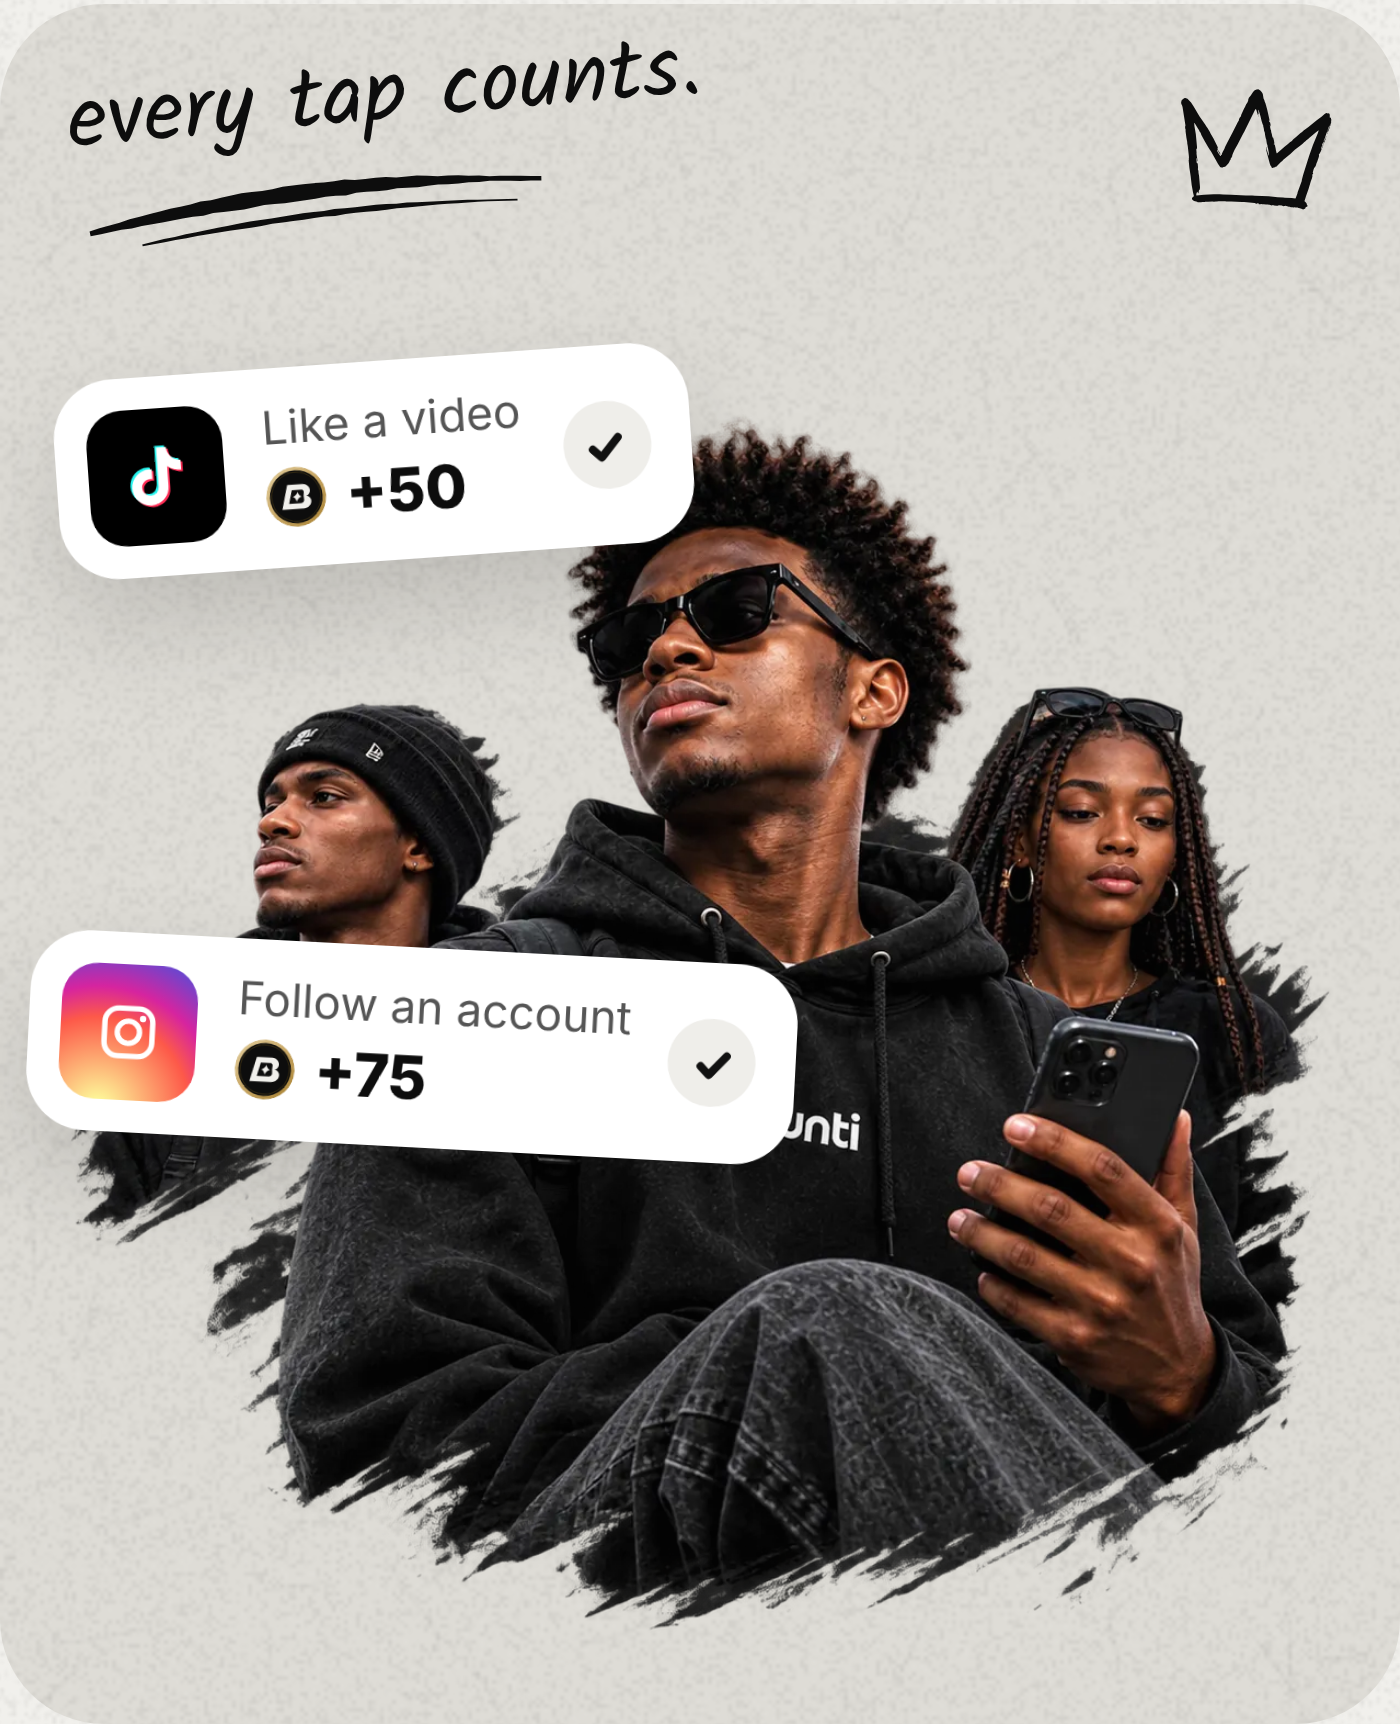 every tap counts.
Like a video
+50
Follow an account
+75
unti